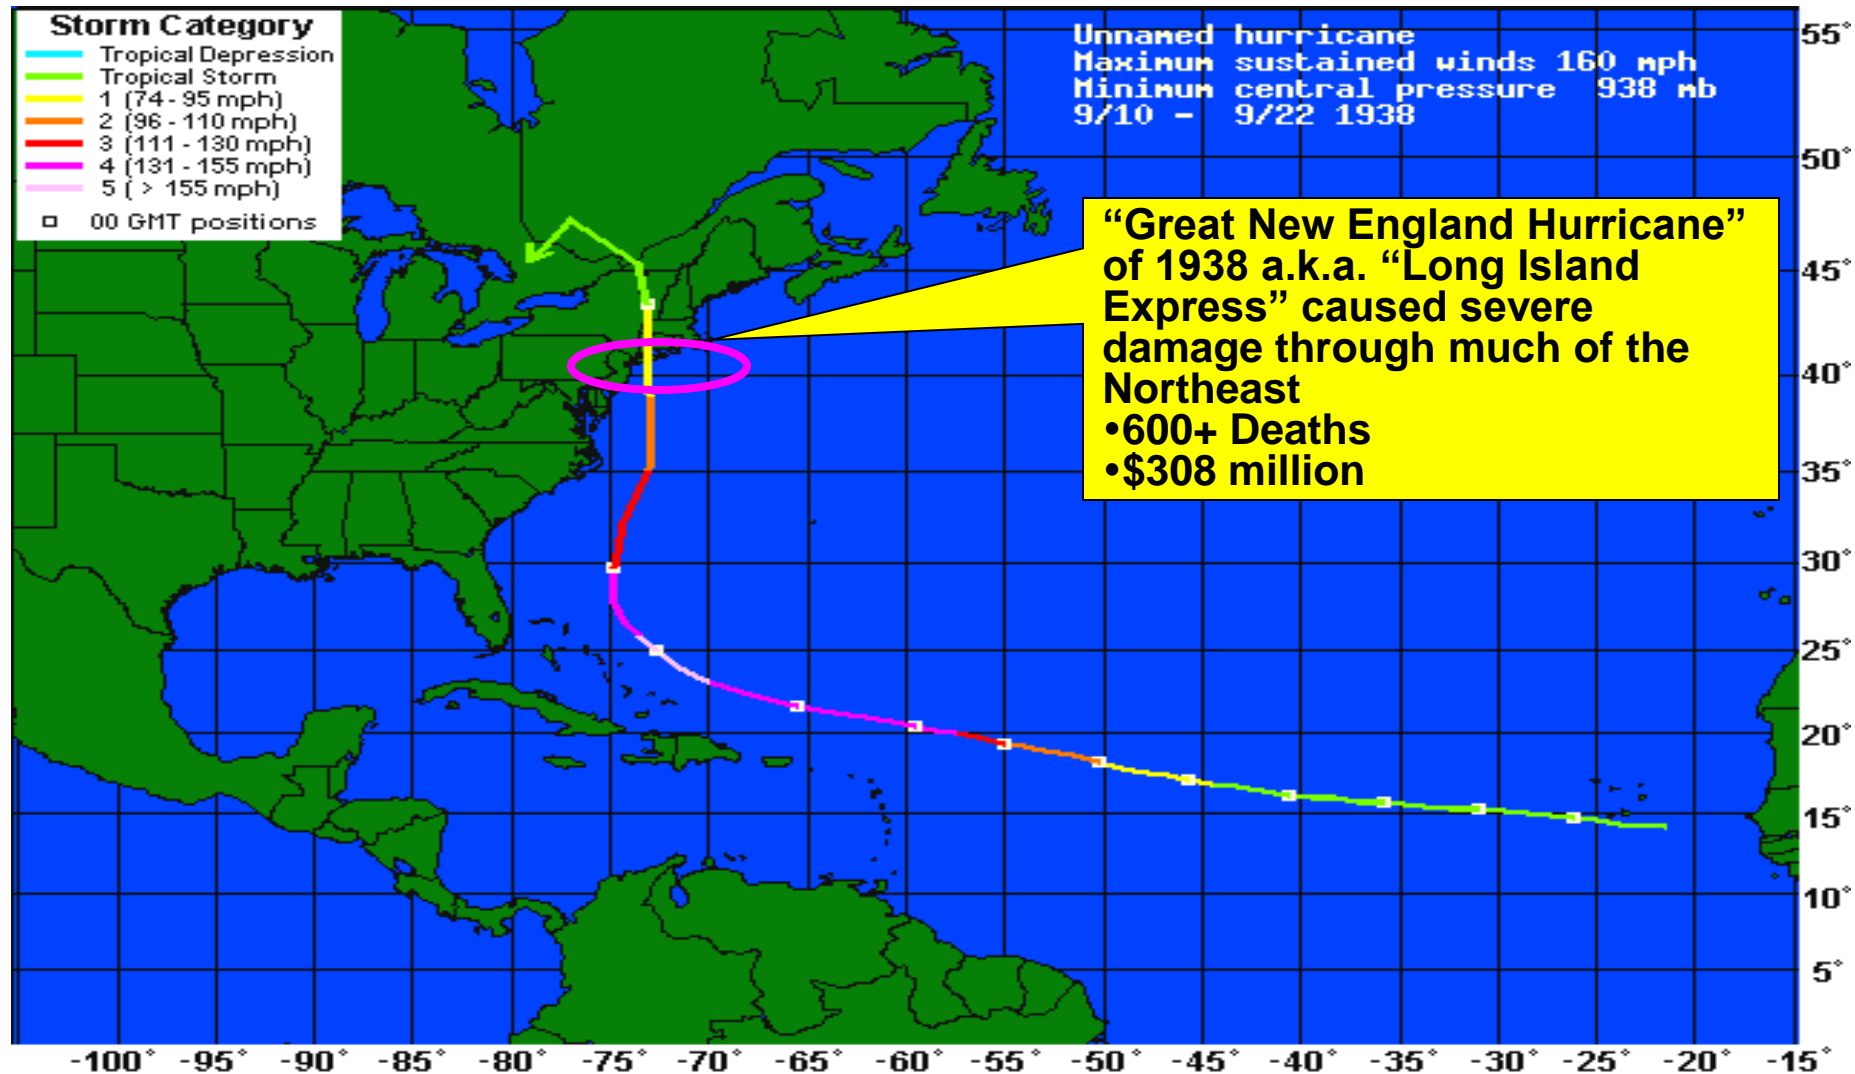 Storm Category
Tropical Depression
Tropical Storm
1 (74 - 95 mph)
2 (96 - 110 mph)
3 (111 - 130 mph)
4 (131 - 155 mph)
5 ( > 155 mph)
00 GMT positions
Unnamed hurricane
Maximum sustained winds 160 mph
Minimum central pressure 938 mb
9/10 - 9/22 1938
“Great New England Hurricane”
of 1938 a.k.a. “Long Island
Express” caused severe
damage through much of the
Northeast
•600+ Deaths
•$308 million
55°
50°
45°
40°
35°
30°
25°
20°
15°
10°
5°
-100° -95° -90° -85° -80° -75° -70° -65° -60° -55° -50° -45° -40° -35° -30° -25° -20° -15°